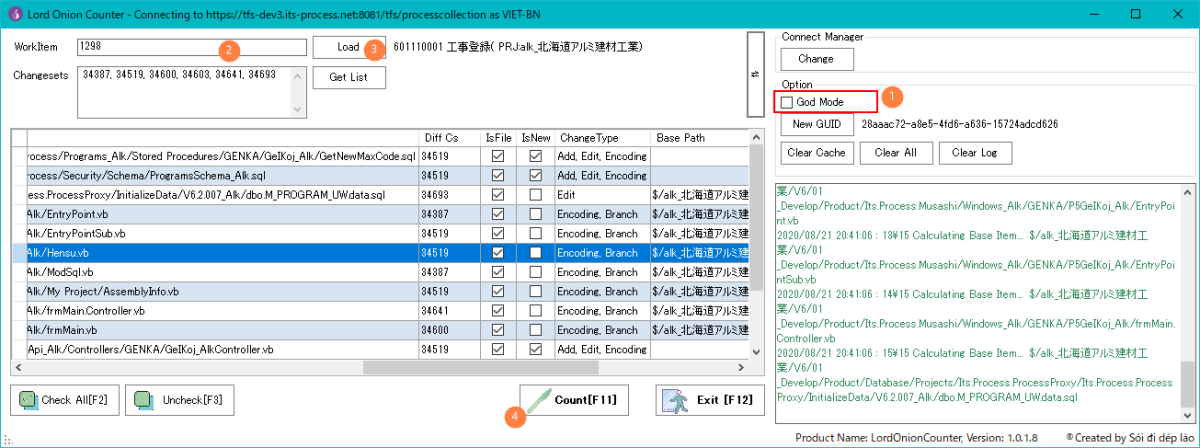 Lord Onion Counter - Connecting to https://tfs-dev3.its-process.net:8081/tfs/processcollection as VIET-BN
WorkItem 1298 2 Load 3 601110001 工事登録( PRJ:alk_北海道アルミ建材工業)
Changesets 34387, 34519, 34600, 34603, 34641, 34693 Get List
Connect Manager
Change
Option
God Mode 1
New GUID 28aaac72-a8e5-4fd6-a636-15724adcd626
Clear Cache Clear All Clear Log
Diff Cs IsFile IsNew ChangeType Base Path
rocess/Programs_Alk/Stored Procedures/GENKA/GeIKoj_Alk/GetNewMaxCode.sql 34519 Add, Edit, Encoding
rocess/Security/Schema/ProgramsSchema_Alk.sql 34519 Add, Edit, Encoding
ess.ProcessProxy/InitializeData/V6.2.007_Alk/dbo.M_PROGRAM_UW.data.sql 34693 Edit $/alk_北海道アルミ建
Alk/EntryPoint.vb 34387 Encoding, Branch $/alk_北海道アルミ建
Alk/EntryPointSub.vb 34519 Encoding, Branch $/alk_北海道アルミ建
Alk/Hensu.vb 34519 Encoding, Branch $/alk_北海道アルミ建
Alk/ModSql.vb 34387 Encoding, Branch $/alk_北海道アルミ建
Alk/My Project/AssemblyInfo.vb 34519 Encoding, Branch $/alk_北海道アルミ建
Alk/frmMain.Controller.vb 34641 Encoding, Branch $/alk_北海道アルミ建
Alk/frmMain.vb 34600 Encoding, Branch $/alk_北海道アルミ建
Api_Alk/Controllers/GENKA/GeIKoj_AlkController.vb 34519 Add, Edit, Encoding
業/V6/01
_Develop/Product/Its.Process.Musashi/Windows_Alk/GENKA/P5GeIKoj_Alk/EntryPoi
nt.vb
2020/08/21 20:41:06 : 13¥15 Calculating Base Item... $/alk_北海道アルミ建材工
業/V6/01
_Develop/Product/Its.Process.Musashi/Windows_Alk/GENKA/P5GeIKoj_Alk/EntryPoi
ntSub.vb
2020/08/21 20:41:06 : 14¥15 Calculating Base Item... $/alk_北海道アルミ建材工
業/V6/01
_Develop/Product/Its.Process.Musashi/Windows_Alk/GENKA/P5GeIKoj_Alk/frmMain.
Controller.vb
2020/08/21 20:41:06 : 15¥15 Calculating Base Item... $/alk_北海道アルミ建材工
業/V6/01
_Develop/Product/Database/Projects/Its.Process.ProcessProxy/Its.Process.Process
Proxy/InitializeData/V6.2.007_Alk/dbo.M_PROGRAM_UW.data.sql
Check All[F2] Uncheck[F3] 4 Count[F11] Exit [F12]
Product Name: LordOnionCounter, Version: 1.0.1.8 ®Created by Sói đi dép lào